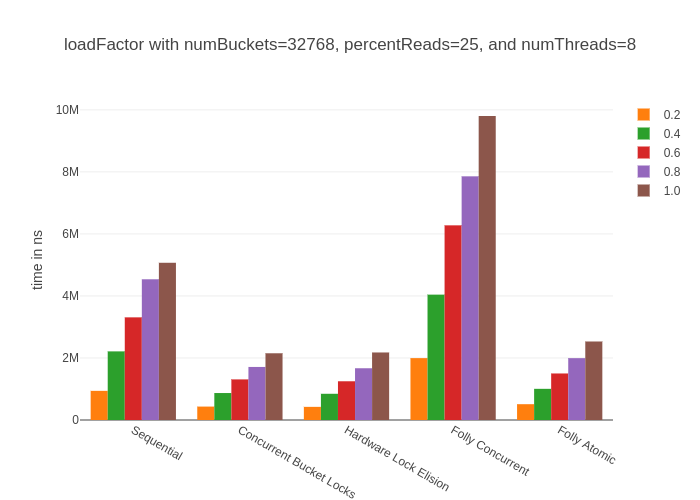 loadFactor with numBuckets=32768, percentReads=25, and numThreads=8
10M
8M
6M
4M
2M
0
time in ns
Sequential
Concurrent Bucket Locks
Hardware Lock Elision
Folly Concurrent
Folly Atomic
0.2
0.4
0.6
0.8
1.0